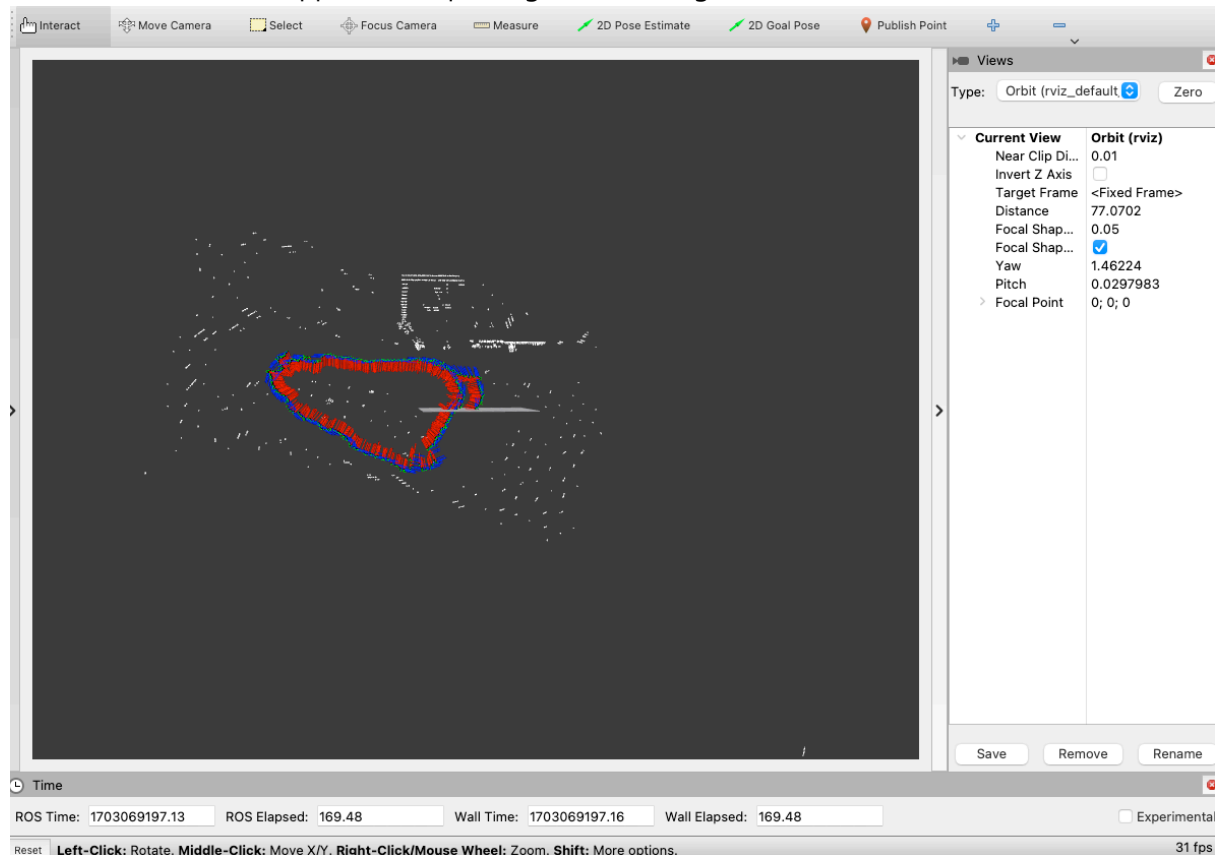 Interact Move Camera Select Focus Camera Measure 2D Pose Estimate 2D Goal Pose Publish Point
Views
Type: Orbit (rviz_default_ Zero
Current View Orbit (rviz)
Near Clip Di... 0.01
Invert Z Axis
Target Frame <Fixed Frame>
Distance 77.0702
Focal Shap... 0.05
Focal Shap...
Yaw 1.46224
Pitch 0.0297983
Focal Point 0; 0; 0
Save Remove Rename
Time
ROS Time: 1703069197.13 ROS Elapsed: 169.48 Wall Time: 1703069197.16 Wall Elapsed: 169.48 Experimental
Reset Left-Click: Rotate. Middle-Click: Move X/Y. Right-Click/Mouse Wheel: Zoom. Shift: More options. 31 fps